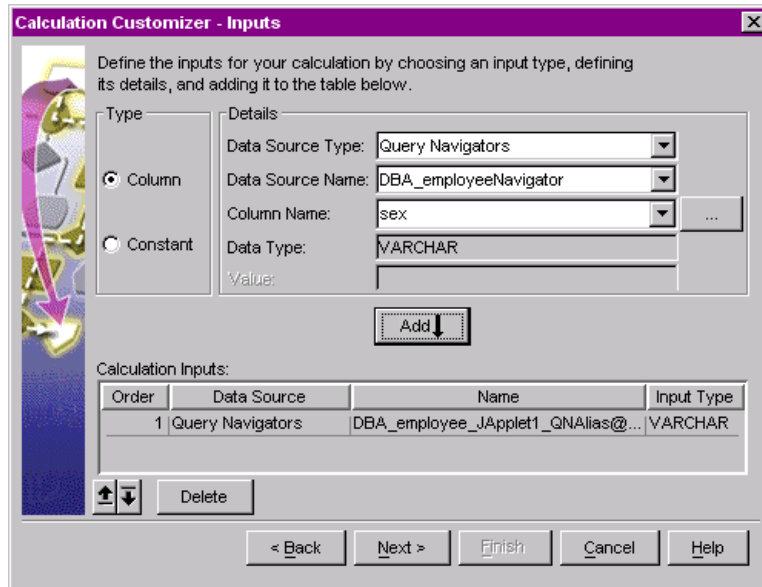 Calculation Customizer - Inputs
Define the inputs for your calculation by choosing an input type, defining
its details, and adding it to the table below.
Type
Details
Data Source Type: Query Navigators
Column
Data Source Name: DBA_employeeNavigator
Column Name: sex ...
Constant
Data Type: VARCHAR
Value:
Add
Calculation Inputs:
Order Data Source Name Input Type
1 Query Navigators DBA_employee_JApplet1_QNAlias@... VARCHAR
Delete
< Back Next > Finish Cancel Help